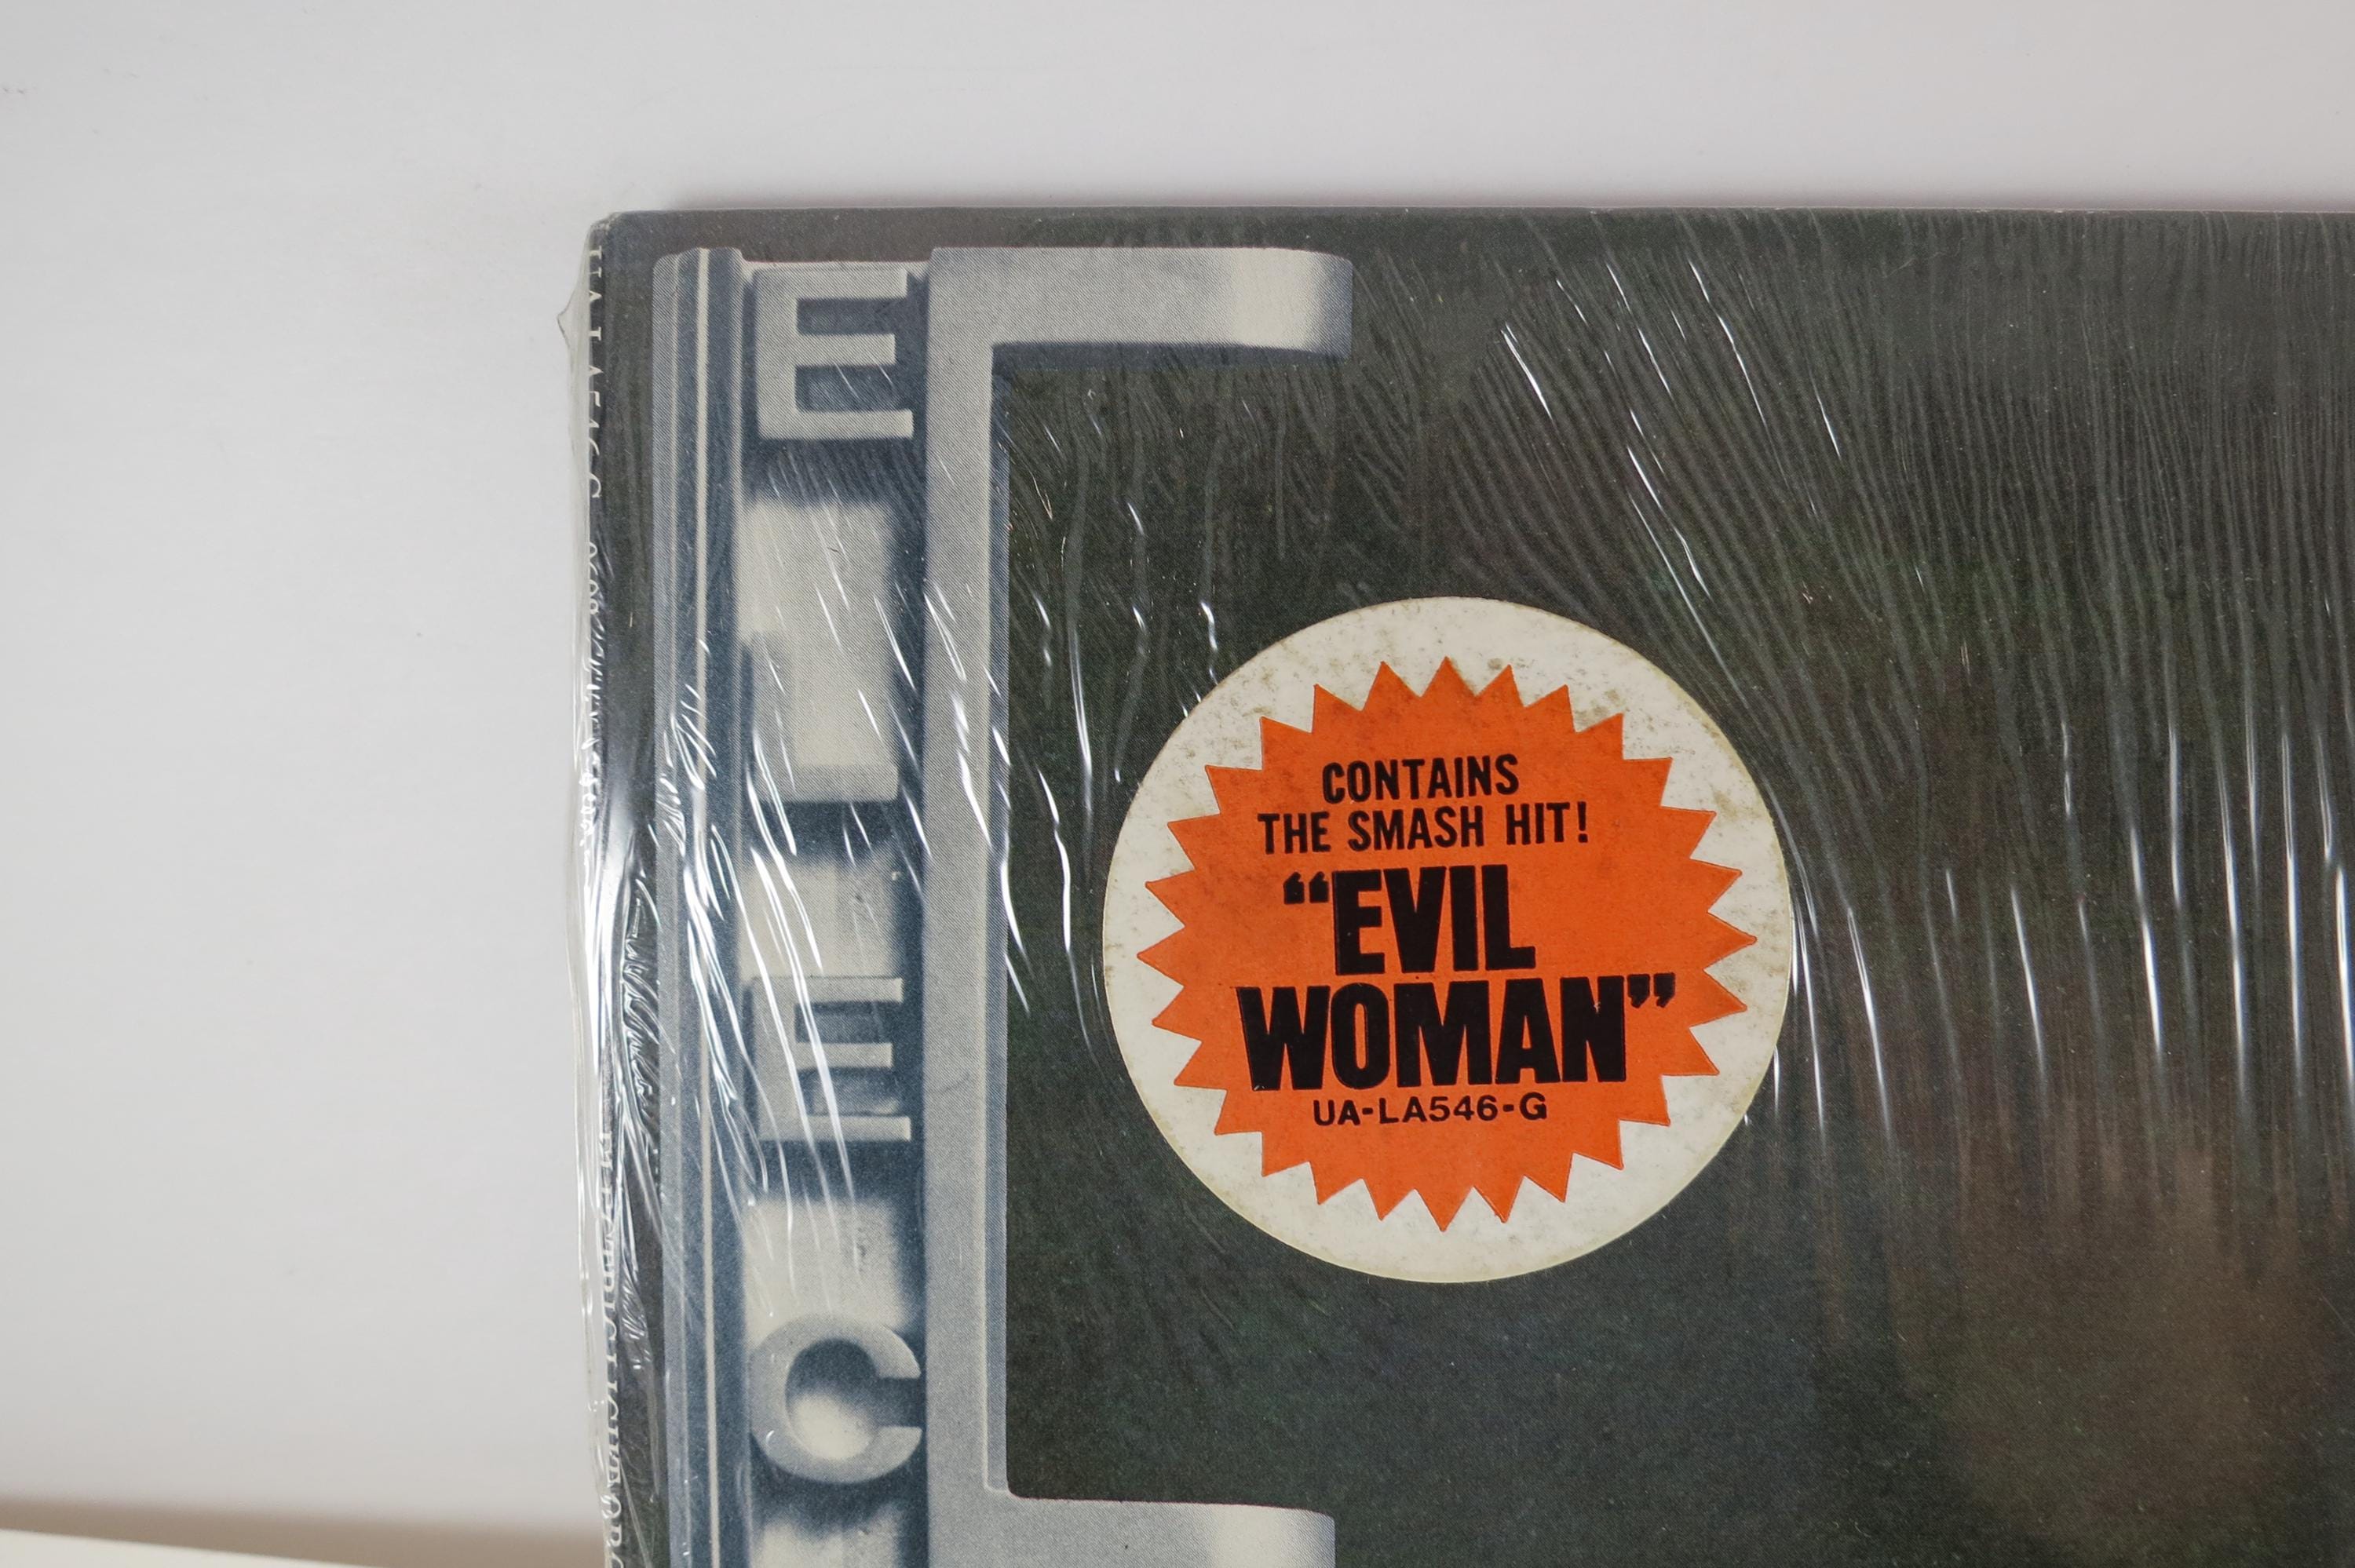 E
L
E
C
CONTAINS
THE SMASH HIT!
“EVIL
WOMAN”
UA-LA546-G